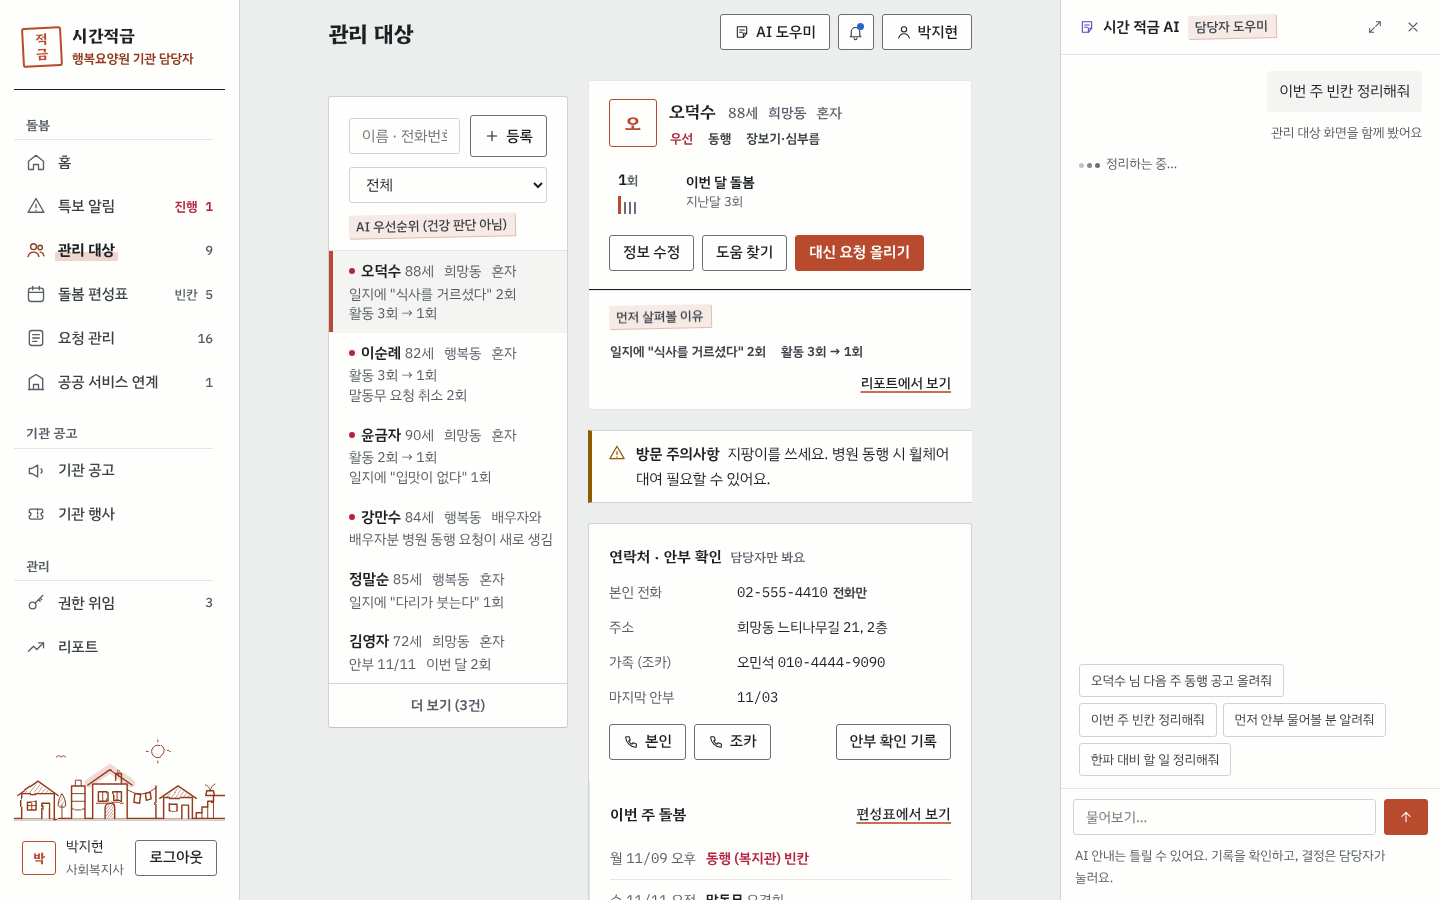 적금
시간적금
행복요양원 기관 담당자
돌봄
홈
특보 알림 진행 1
관리 대상 9
돌봄 편성표 빈칸 5
요청 관리 16
공공 서비스 연계 1
기관 공고
기관 공고
기관 행사
관리
권한 위임 3
리포트
박 박지현
사회복지사
로그아웃
관리 대상
AI 도우미
박지현
이름 · 전화번호
등록
전체
AI 우선순위 (건강 판단 아님)
오덕수 88세 희망동 혼자
일지에 "식사를 거르셨다" 2회
활동 3회 → 1회
이순례 82세 행복동 혼자
활동 3회 → 1회
말동무 요청 취소 2회
윤금자 90세 희망동 혼자
활동 2회 → 1회
일지에 "입맛이 없다" 1회
강만수 84세 행복동 배우자와
배우자분 병원 동행 요청이 새로 생김
정말순 85세 행복동 혼자
일지에 "다리가 붓는다" 1회
김영자 72세 희망동 혼자
안부 11/11 이번 달 2회
더 보기 (3건)
오 오덕수 88세 희망동 혼자
우선 동행 장보기·심부름
1회 이번 달 돌봄
지난달 3회
정보 수정
도움 찾기
대신 요청 올리기
먼저 살펴볼 이유
일지에 "식사를 거르셨다" 2회 활동 3회 → 1회
리포트에서 보기
방문 주의사항 지팡이를 쓰세요. 병원 동행 시 휠체어
대여 필요할 수 있어요.
연락처 · 안부 확인 담당자만 봐요
본인 전화 02-555-4410 전화만
주소 희망동 느티나무길 21, 2층
가족 (조카) 오민석 010-4444-9090
마지막 안부 11/03
본인
조카
안부 확인 기록
이번 주 돌봄
편성표에서 보기
월 11/09 오후 동행 (복지관) 빈칸
시간 적금 AI 담당자 도우미
이번 주 빈칸 정리해줘
관리 대상 화면을 함께 봤어요
정리하는 중...
오덕수 님 다음 주 동행 공고 올려줘
이번 주 빈칸 정리해줘
먼저 안부 물어볼 분 알려줘
한파 대비 할 일 정리해줘
물어보기...
AI 안내는 틀릴 수 있어요. 기록을 확인하고, 결정은 담당자가
눌러요.